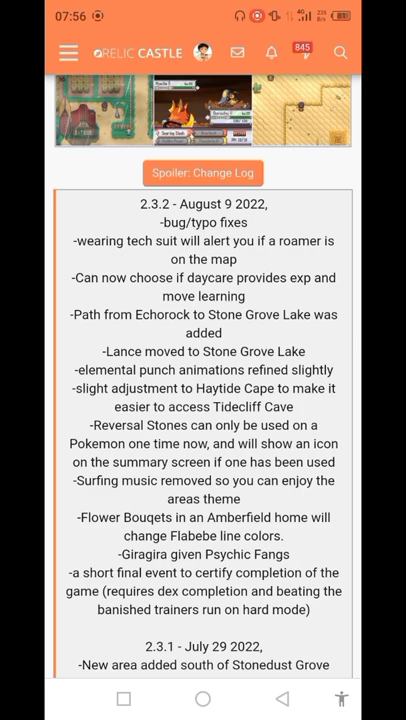 07:56
4G
225
B/s
RELIC CASTLE
845
Spoiler: Change Log
2.3.2 - August 9 2022,
-bug/typo fixes
-wearing tech suit will alert you if a roamer is
on the map
-Can now choose if daycare provides exp and
move learning
-Path from Echorock to Stone Grove Lake was
added
-Lance moved to Stone Grove Lake
-elemental punch animations refined slightly
-slight adjustment to Haytide Cape to make it
easier to access Tidecliff Cave
-Reversal Stones can only be used on a
Pokemon one time now, and will show an icon
on the summary screen if one has been used
-Surfing music removed so you can enjoy the
areas theme
-Flower Bouqets in an Amberfield home will
change Flabebe line colors.
-Giragira given Psychic Fangs
-a short final event to certify completion of the
game (requires dex completion and beating the
banished trainers run on hard mode)
2.3.1 - July 29 2022,
-New area added south of Stonedust Grove